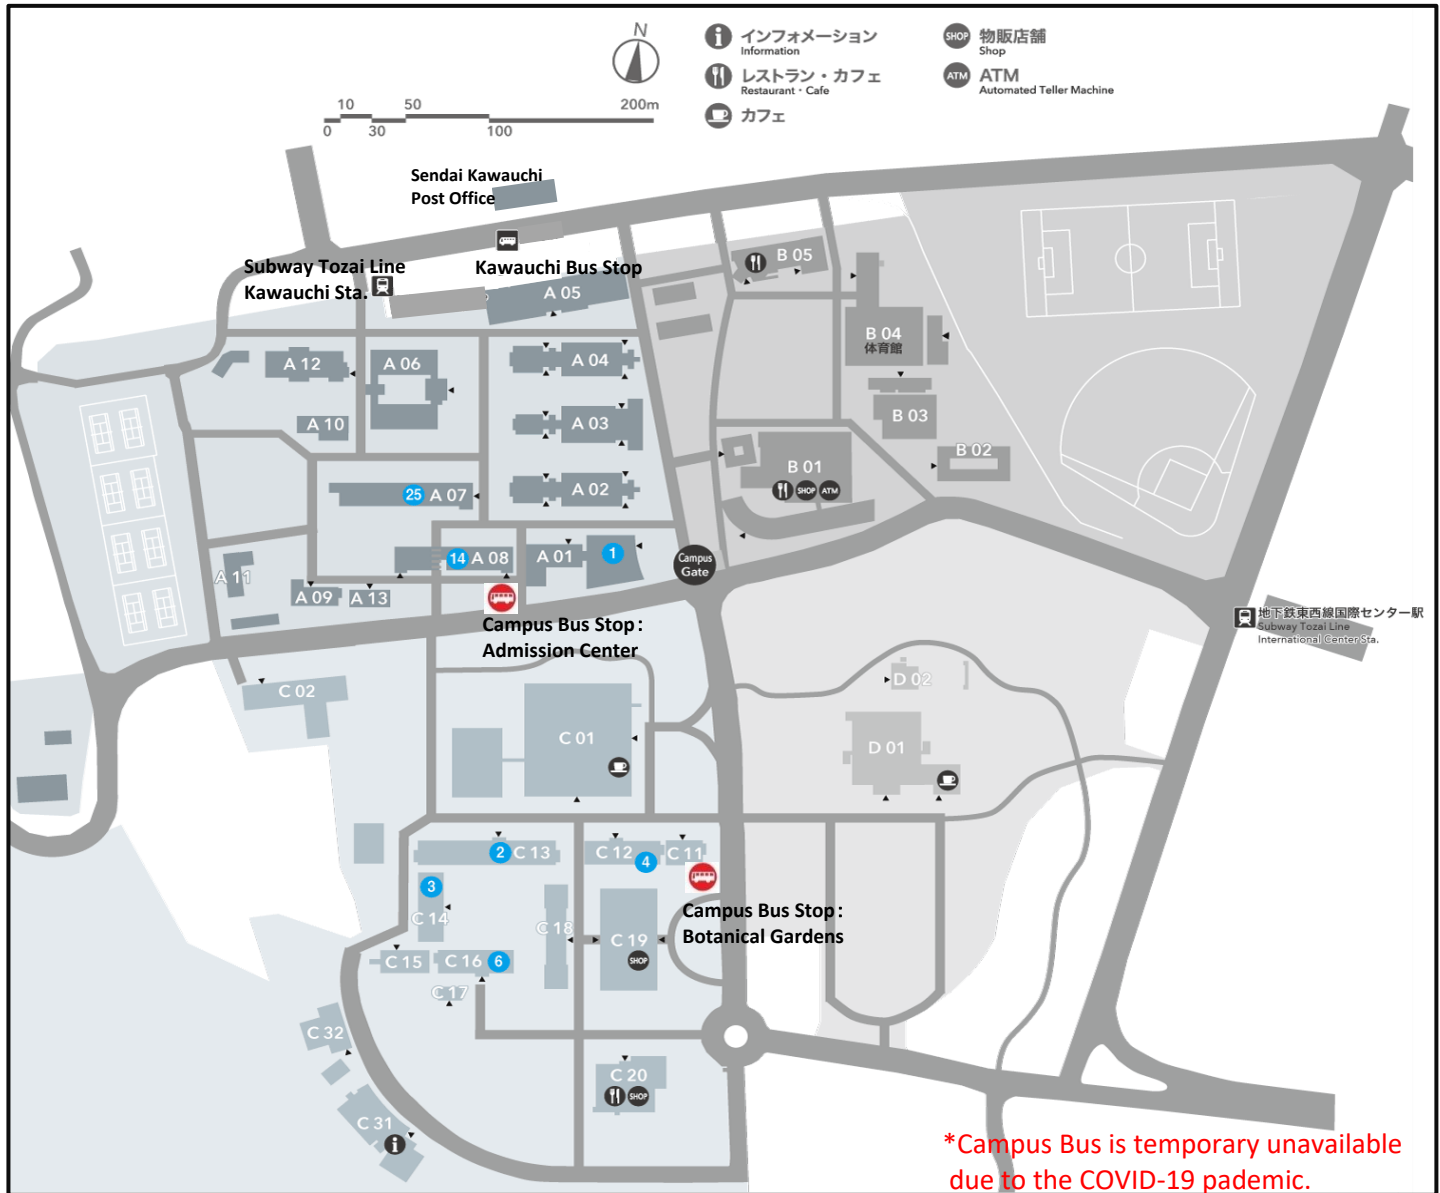 N
10
50
200m
0
30
100
インフォメーション
Information
レストラン・カフェ
Restaurant・Cafe
カフェ
SHOP
物販店舗
Shop
ATM
ATM
Automated Teller Machine
Sendai Kawauchi
Post Office
Subway Tozai Line
Kawauchi Sta.
Kawauchi Bus Stop
A 05
B 05
B 04
体育館
A 12
A 06
A 04
A 10
A 03
B 03
B 02
B 01
SHOP
ATM
25
A 07
A 02
14
A 08
A 01
1
Campus
Gate
A 11
A 09
A 13
Campus Bus Stop:
Admission Center
地下鉄東西線国際センター駅
Subway Tozai Line
International Center Sta.
C 02
D 02
C 01
D 01
2
C 13
C 12
4
C 11
3
C 14
Campus Bus Stop:
Botanical Gardens
C 18
C 19
SHOP
C 15
C 16
6
C 17
C 32
C 20
SHOP
C 31
*Campus Bus is temporary unavailable
due to the COVID-19 pademic.